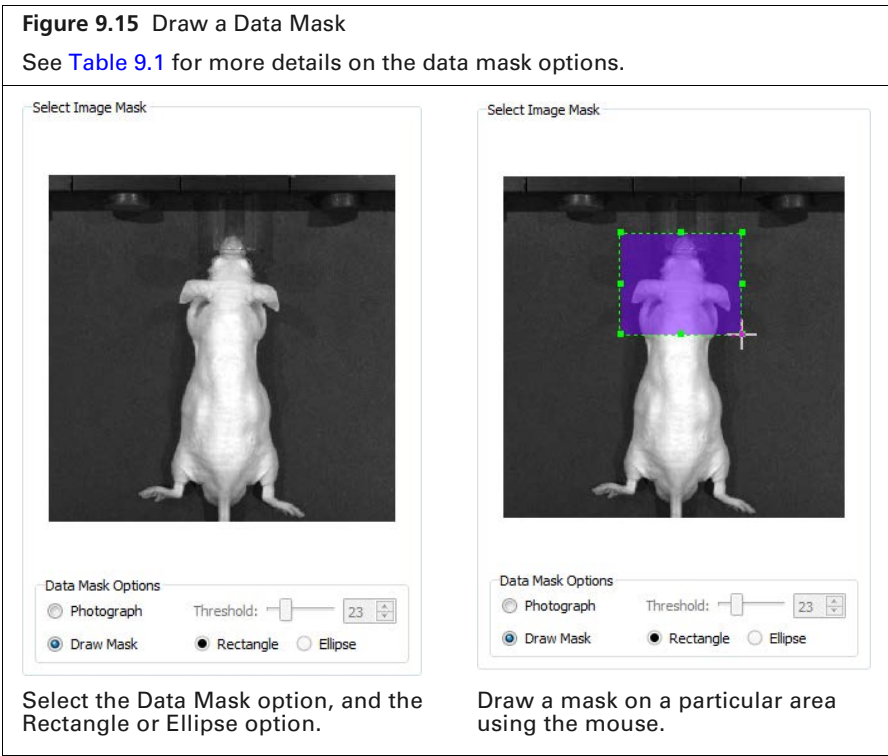 Figure 9.15 Draw a Data Mask
See Table 9.1 for more details on the data mask options.
Select Image Mask
Data Mask Options
Photograph Threshold: 23
Draw Mask Rectangle Ellipse
Select the Data Mask option, and the
Rectangle or Ellipse option.
Select Image Mask
Data Mask Options
Photograph Threshold: 23
Draw Mask Rectangle Ellipse
Draw a mask on a particular area
using the mouse.